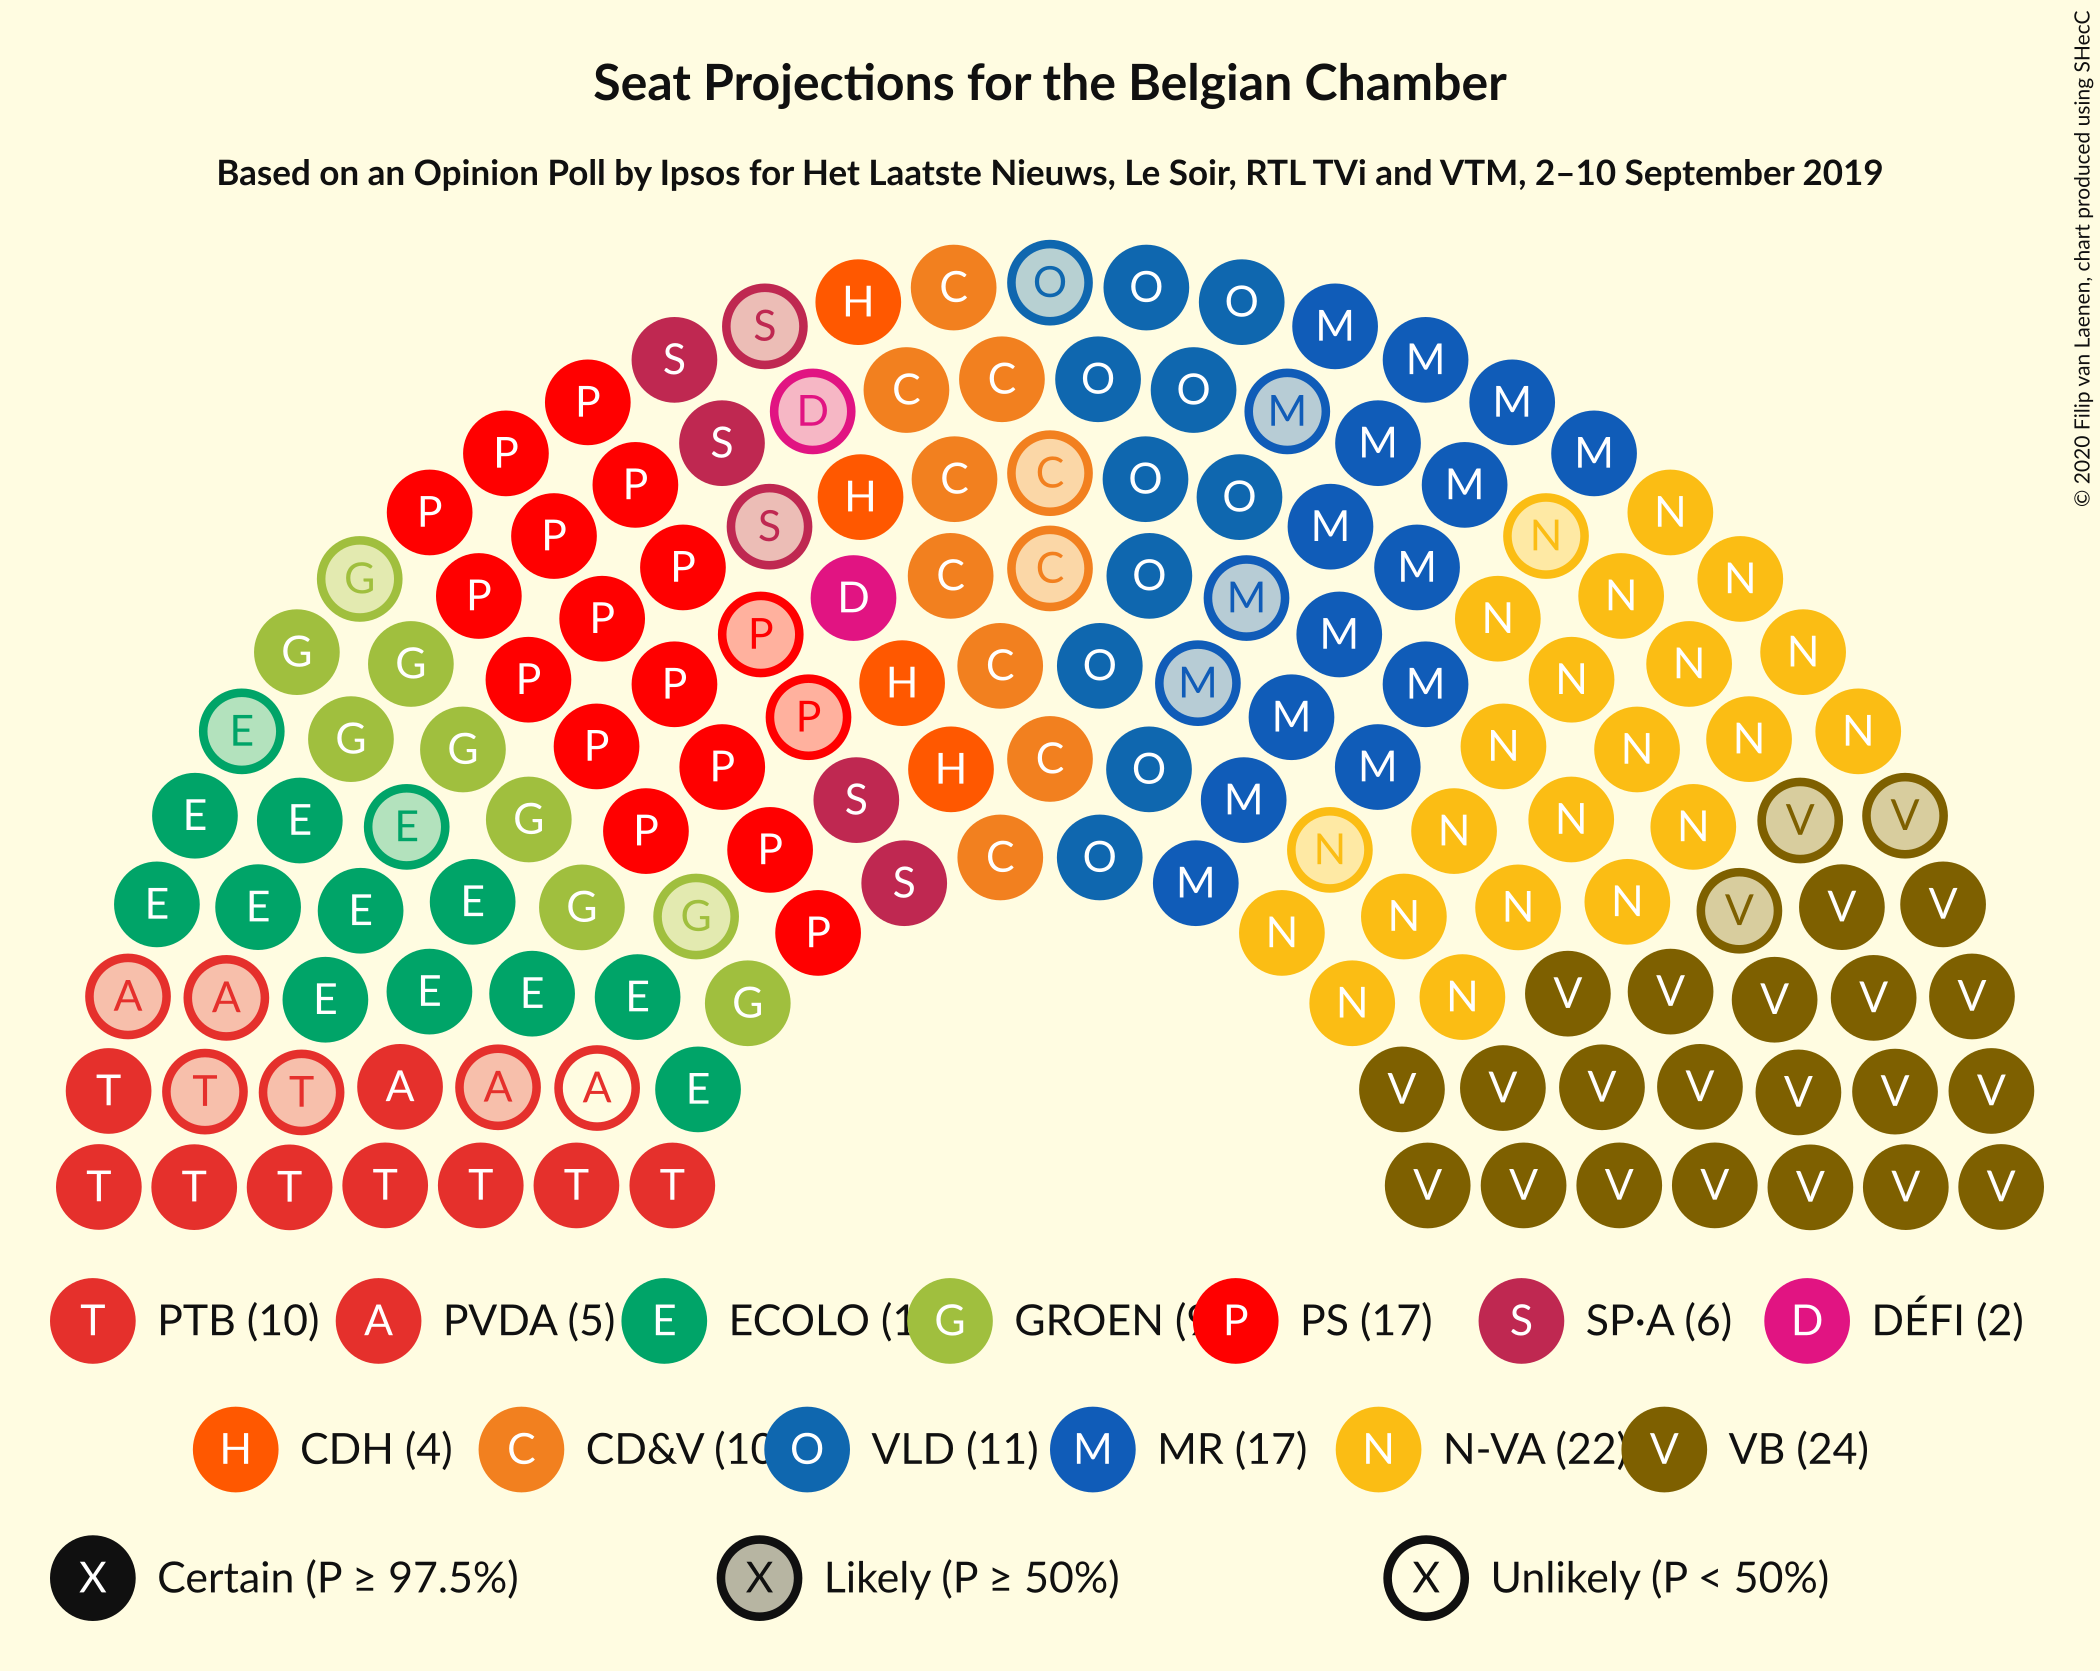 Seat Projections for the Belgian Chamber
Based on an Opinion Poll by Ipsos for Het Laatste Nieuws, Le Soir, RTL TVi and VTM, 2–10 September 2019
© 2020 Filip van Laenen, chart produced using SHecC
H C O O O M
S S M
P D C C O O M M
P S M M
P P S H C C O O M M N N
G P P P D C C O M M M N N N
G G P P P P H C O M M M N N N N
E G G P P P H C O M M N N N N
E E E G P P S N N N N V V
E E E E G G P S C O M N N N N V V V
A A E E E E G N N V V V V V
T T T A A A E V V V V V V V
T T T T T T T V V V V V V V
T PTB (10) A PVDA (5) E ECOLO (1 G GROEN ( P PS (17) S SP·A (6) D DÉFI (2)
H CDH (4) C CD&V (10 O VLD (11) M MR (17) N N-VA (22) V VB (24)
X Certain (P ≥ 97.5%) X Likely (P ≥ 50%) X Unlikely (P < 50%)